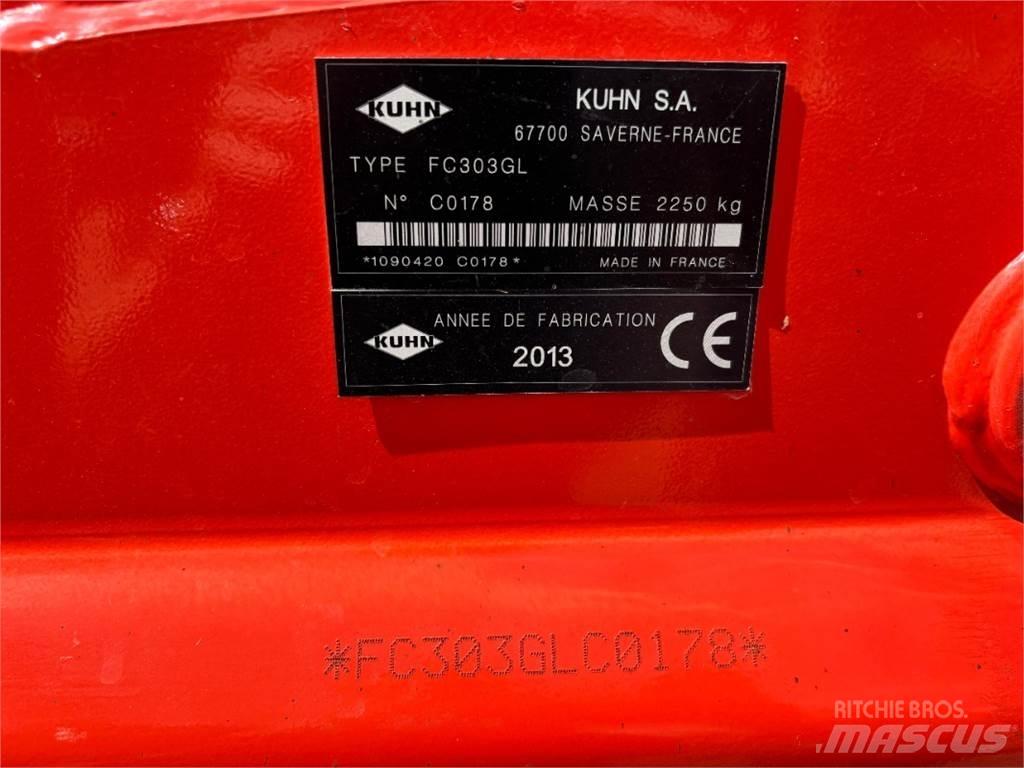 KUHN
KUHN S.A.
67700 SAVERNE-FRANCE
TYPE FC303GL
N° C0178 MASSE 2250 kg
*1090420 C0178* MADE IN FRANCE
KUHN
ANNEE DE FABRICATION
2013
CE
*FC303GLC0178*
RITCHIE BROS.
MASCUS